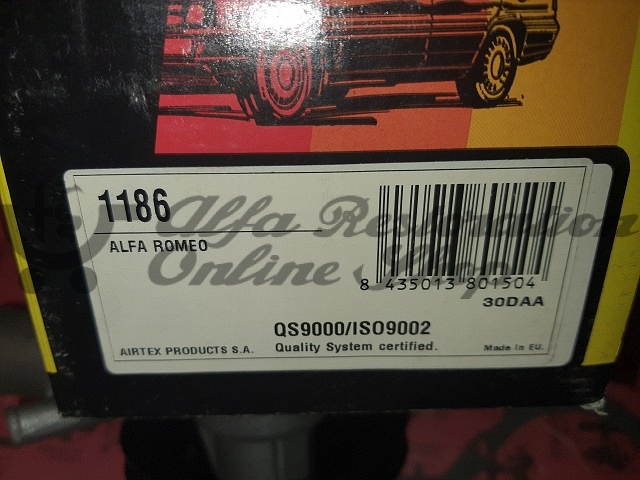 1186
ALFA ROMEO
8 435013 801504
30DAA
QS9000/ISO9002
AIRTEX PRODUCTS S.A. Quality System certified. Made in EU.
Alfa Restoration
Online Shop